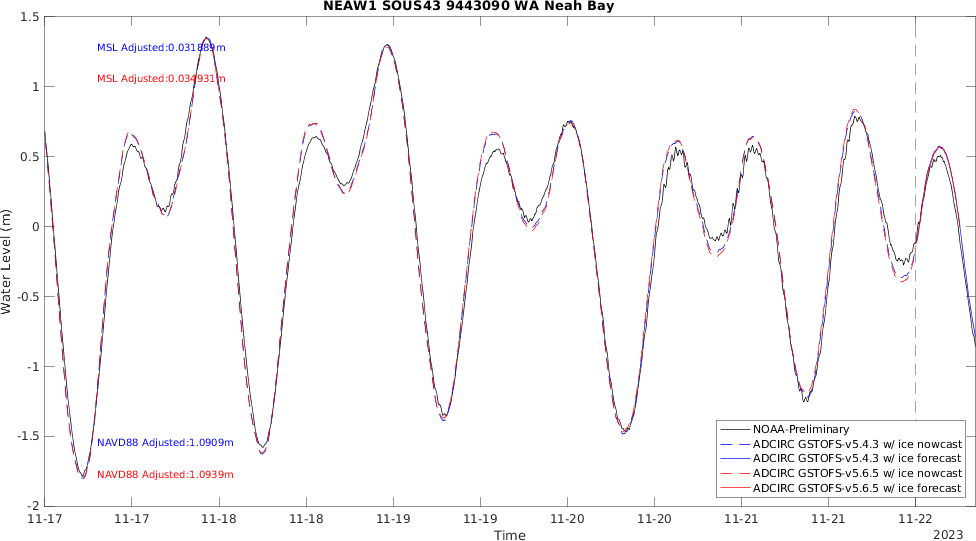 NEAW1 SOUS43 9443090 WA Neah Bay
MSL Adjusted:0.031889m
MSL Adjusted:0.034931m
NAVD88 Adjusted:1.0909m
NAVD88 Adjusted:1.0939m
Water Level (m)
1.5
1
0.5
0
-0.5
-1
-1.5
-2
NOAA-Preliminary
ADCIRC GSTOFS-v5.4.3 w/ ice nowcast
ADCIRC GSTOFS-v5.4.3 w/ ice forecast
ADCIRC GSTOFS-v5.6.5 w/ ice nowcast
ADCIRC GSTOFS-v5.6.5 w/ ice forecast
11-17 11-17 11-18 11-18 11-19 11-19 11-20 11-20 11-21 11-21 11-22
Time
2023